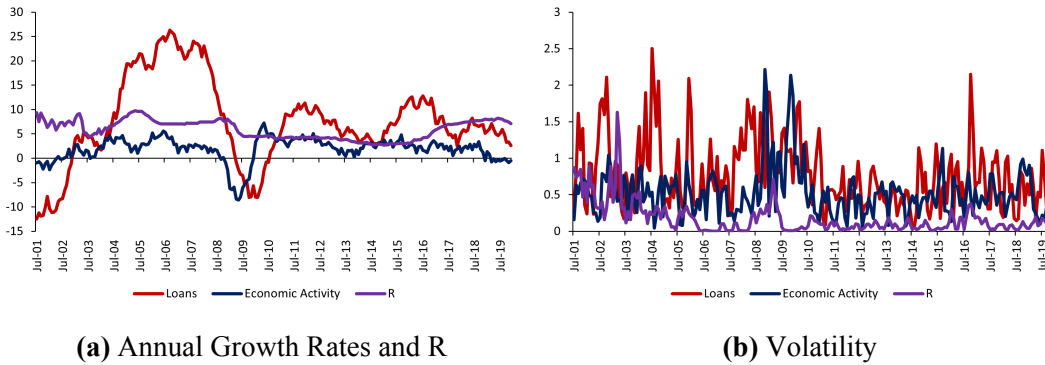 30
25
20
15
10
5
0
-5
-10
-15
Jul-01
Jul-02
Jul-03
Jul-04
Jul-05
Jul-06
Jul-07
Jul-08
Jul-09
Jul-10
Jul-11
Jul-12
Jul-13
Jul-14
Jul-15
Jul-16
Jul-17
Jul-18
Jul-19
Loans Economic Activity R
(a) Annual Growth Rates and R
3
2.5
2
1.5
1
0.5
0
Jul-01
Jul-02
Jul-03
Jul-04
Jul-05
Jul-06
Jul-07
Jul-08
Jul-09
Jul-10
Jul-11
Jul-12
Jul-13
Jul-14
Jul-15
Jul-16
Jul-17
Jul-18
Jul-19
Loans Economic Activity R
(b) Volatility